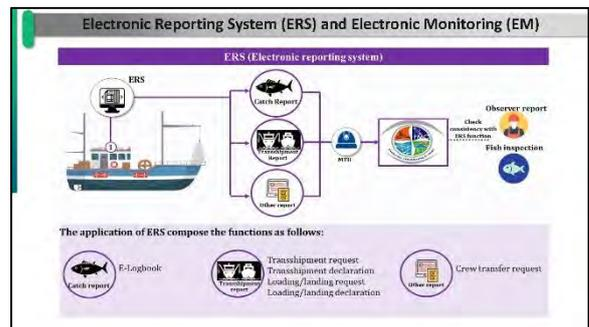 Electronic Reporting System (ERS) and Electronic Monitoring (EM)
ERS (Electronic reporting system)
ERS
1
Catch Report
Transshipment
Report
Other report
MTU
Check
consistency with
ERS function
Observer report
Fish inspection
The application of ERS compose the functions as follows:
Catch report
E-Logbook
Transshipment
report
Transshipment request
Transshipment declaration
Loading/landing request
Loading/landing declaration
Other report
Crew transfer request